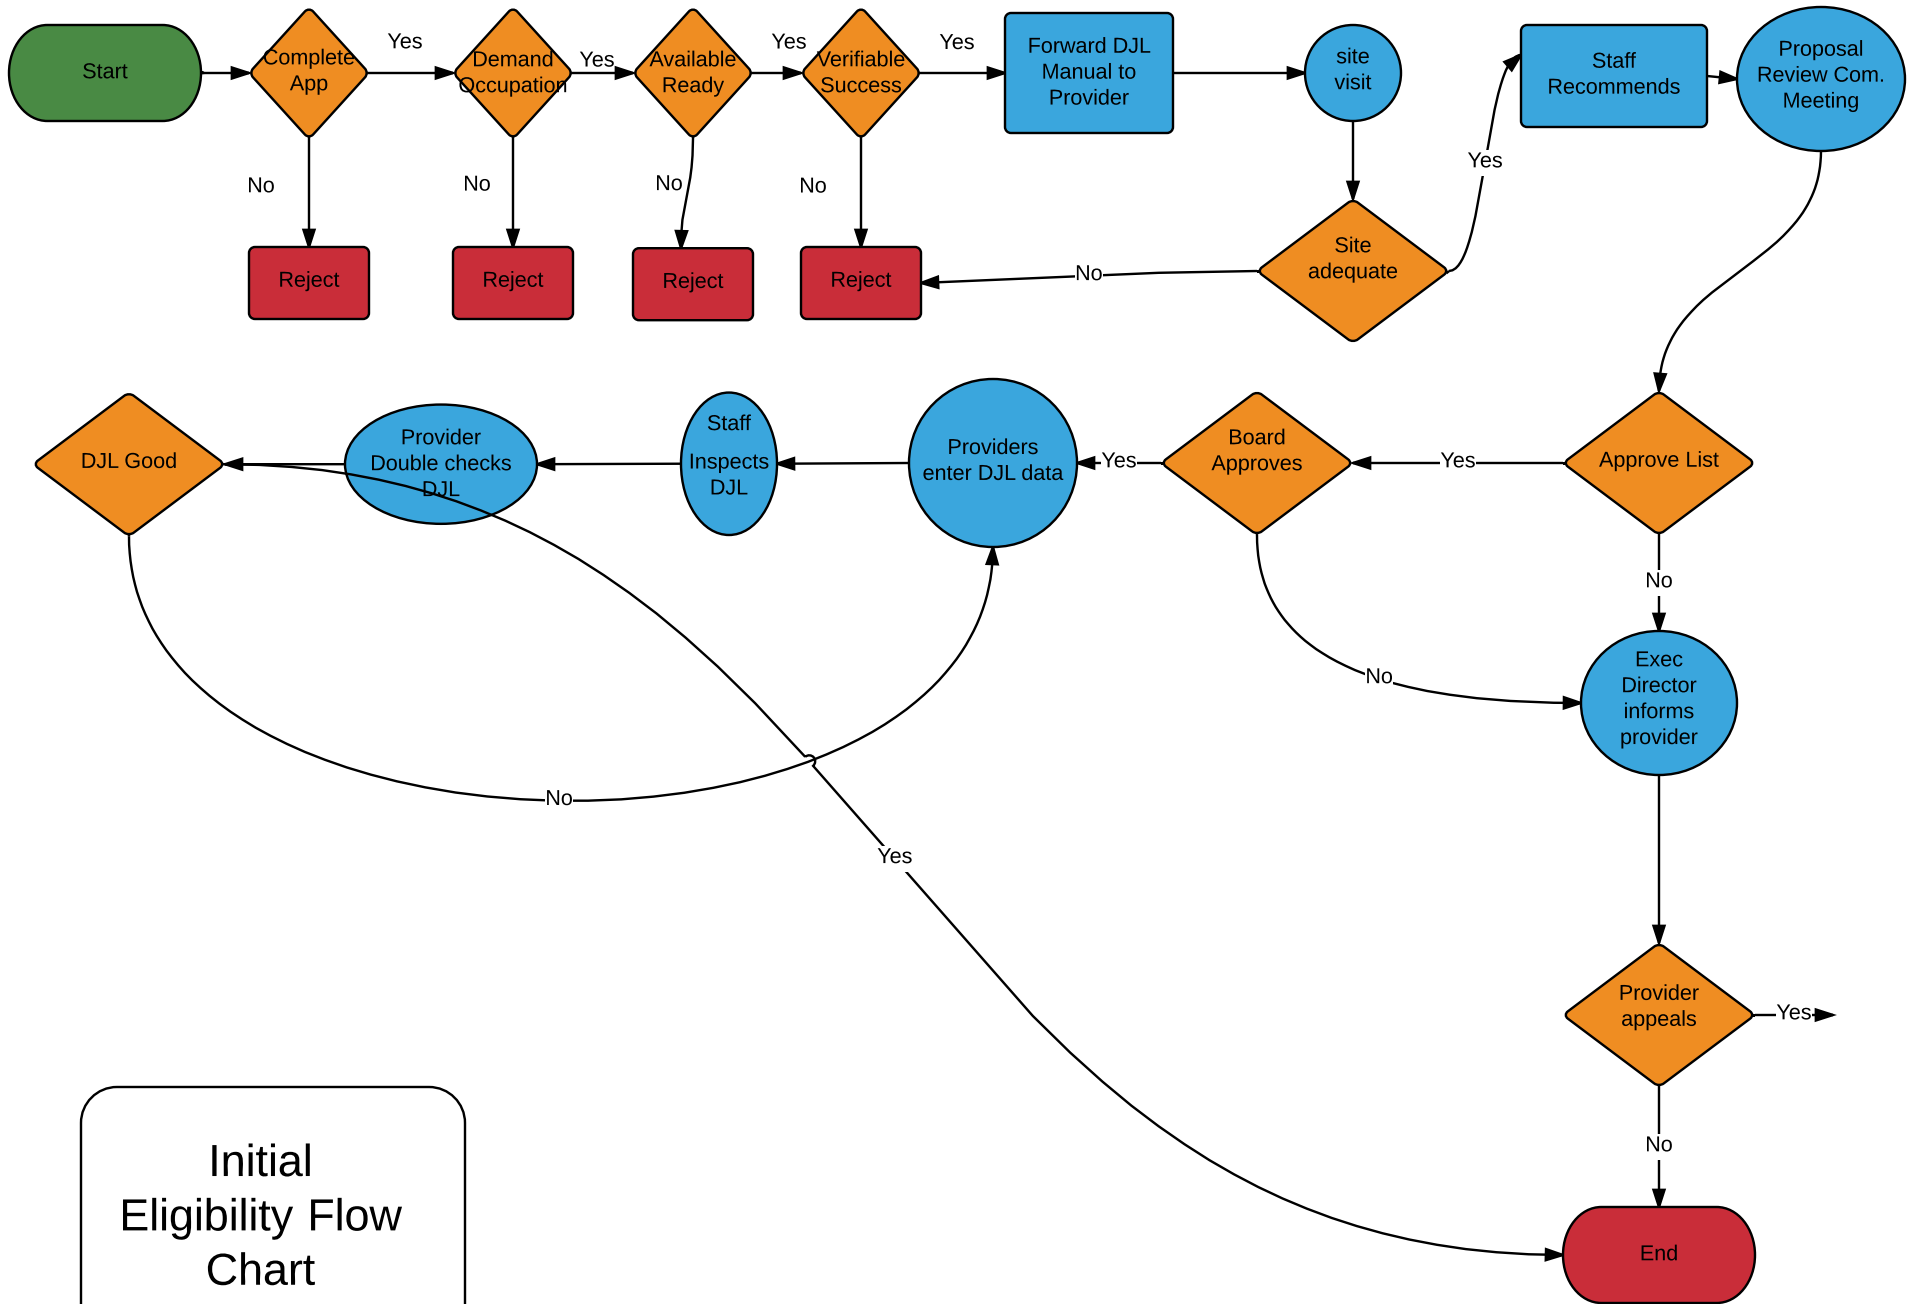 Start
Complete
App
Yes
Demand
Occupation
Yes
Available
Ready
Yes
Verifiable
Success
Yes
Forward DJL
Manual to
Provider
site
visit
Staff
Recommends
Proposal
Review Com.
Meeting
No
No
No
No
Yes
Reject
Reject
Reject
Reject
No
Site
adequate
DJL Good
Provider
Double checks
DJL
Staff
Inspects
DJL
Providers
enter DJL data
Yes
Board
Approves
Yes
Approve List
No
No
Exec
Director
informs
provider
No
Yes
Provider
appeals
Yes
No
End
Initial
Eligibility Flow
Chart